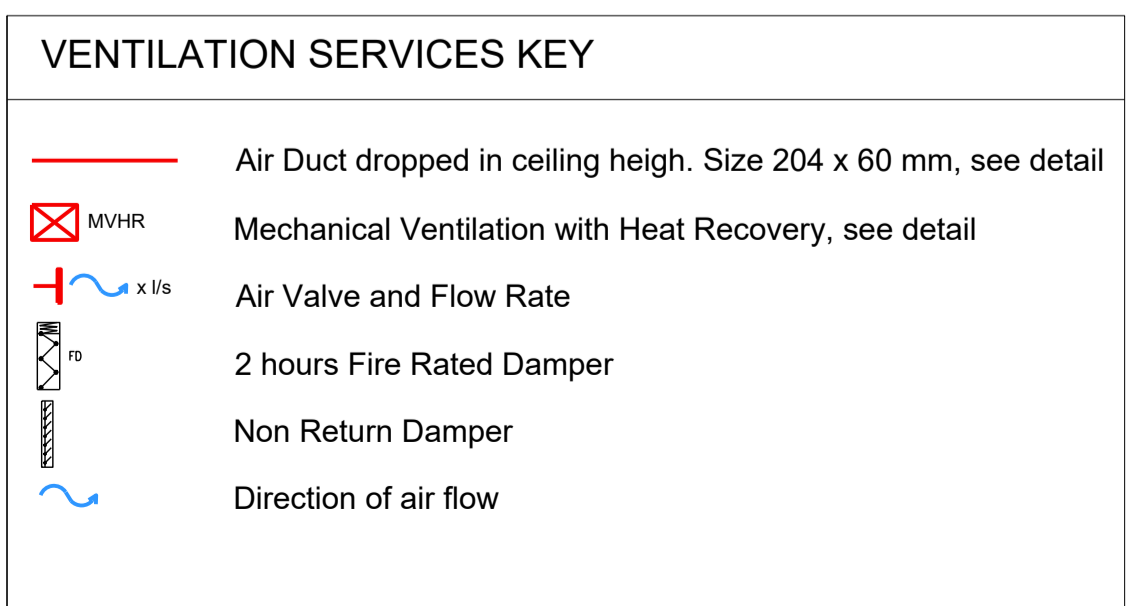 VENTILATION SERVICES KEY
Air Duct dropped in ceiling heigh. Size 204 x 60 mm, see detail
MVHR Mechanical Ventilation with Heat Recovery, see detail
x l/s Air Valve and Flow Rate
FD 2 hours Fire Rated Damper
Non Return Damper
Direction of air flow